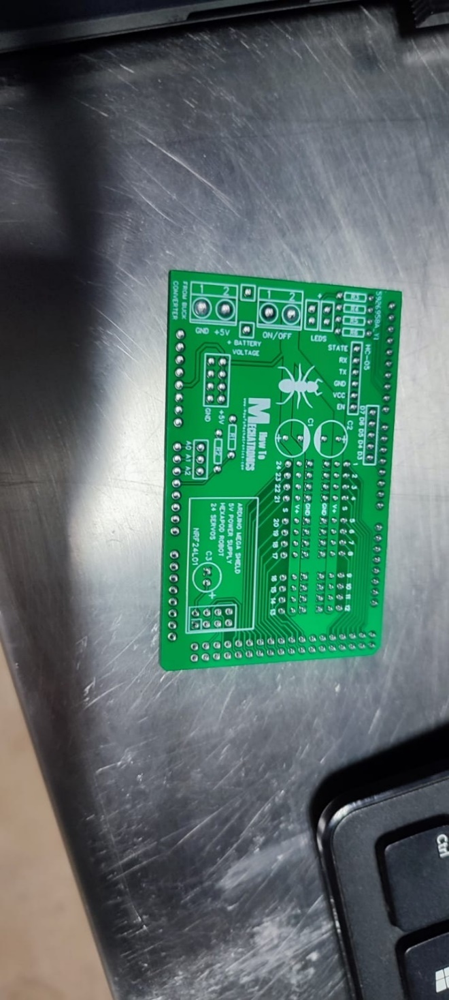 FROM BUCK
CONVERTER
1 2
GND +5V
+ BATTERY
VOLTAGE
1 2
ON/OFF
+
LEDS
R3
R4
R5
R6
5926958A_Y1
HC-05
STATE
RX
TX
GND
VCC
EN
D7 D6 D5 D4 D3
C2
C1
+
+
GND
+5V
How To
MECHATRONICS
www.HowToMechatronics.com
R1
R2
A0 A1 A2
ARDUINO MEGA SHIELD
5V POWER SUPPLY
HEXAPOD ROBOT
24 SERVOS
NRF24L01
C3
+
24 23 22 21
S
V+
GND
GND
V+
S
20 19 18 17
16 15 14 13
1 2 3 4
5 6 7 8
9 10 11 12
Ctrl